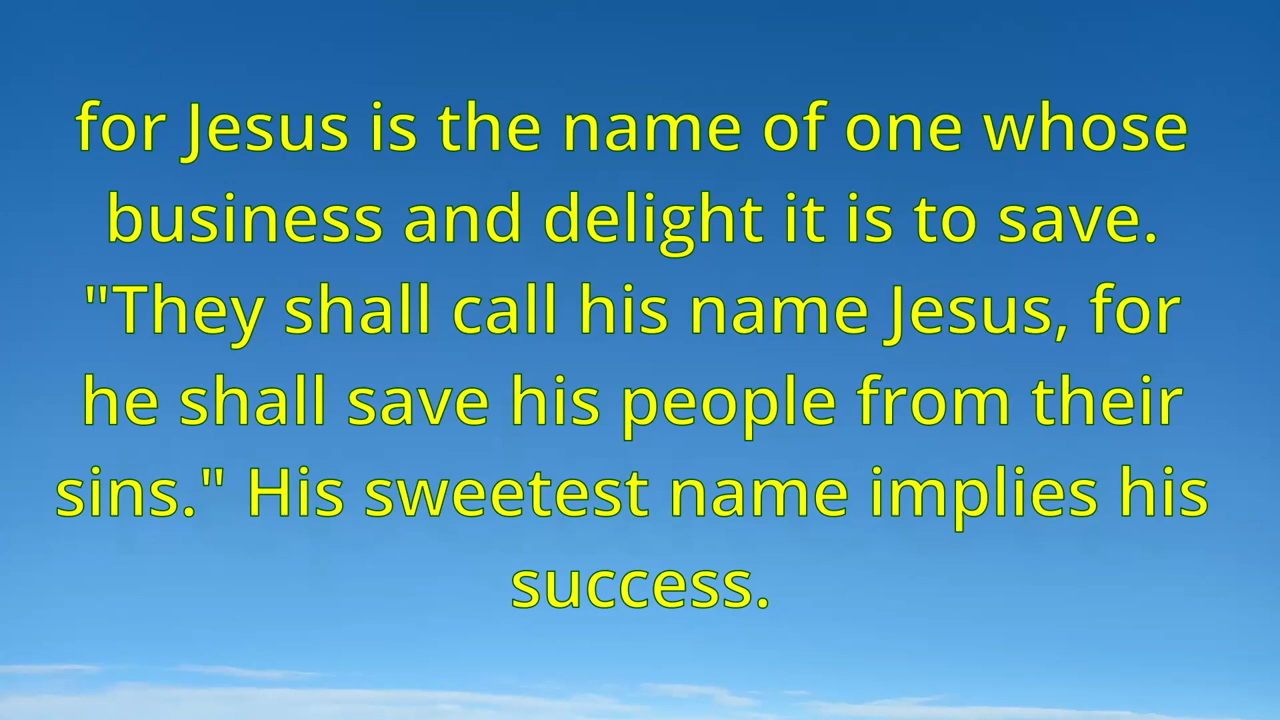 for Jesus is the name of one whose
business and delight it is to save.
"They shall call his name Jesus, for
he shall save his people from their
sins." His sweetest name implies his
success.